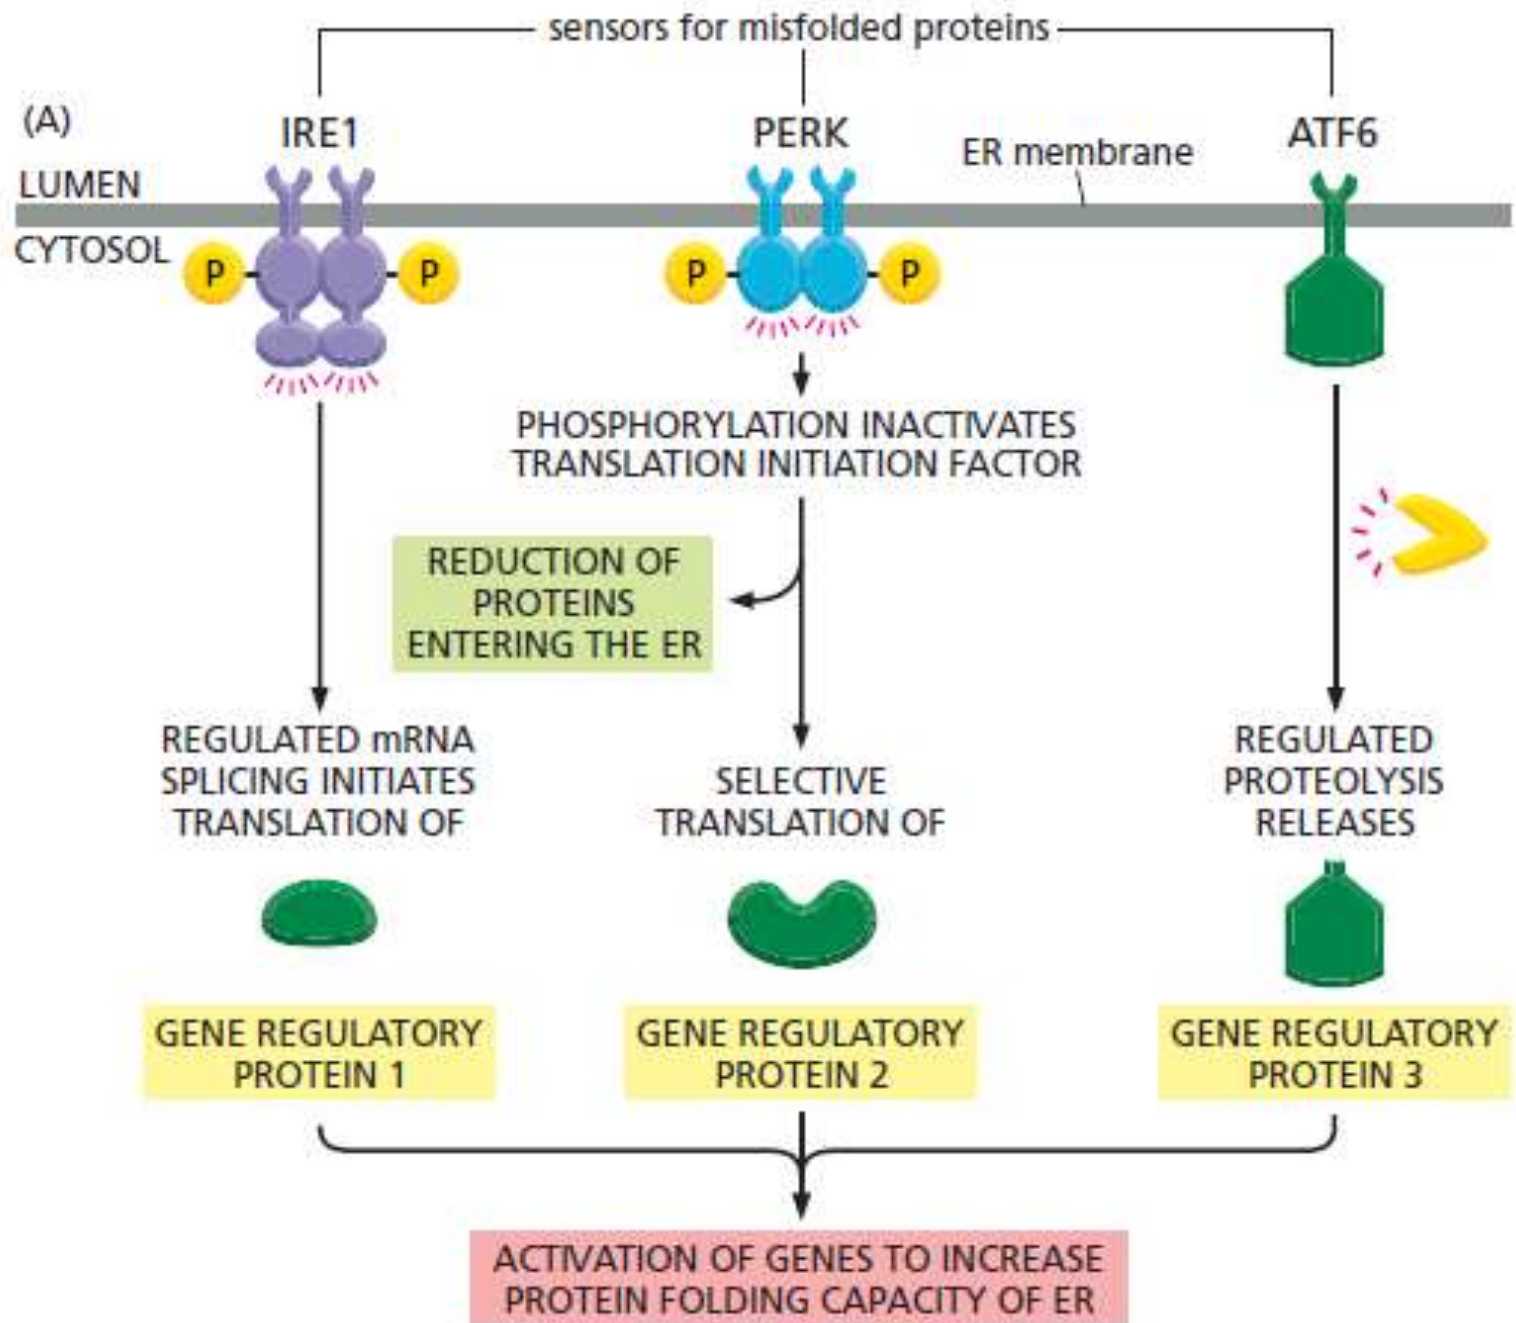 sensors for misfolded proteins
(A)
IRE1
PERK
ATF6
ER membrane
LUMEN
CYTOSOL
P
P
P
P
PHOSPHORYLATION INACTIVATES
TRANSLATION INITIATION FACTOR
REDUCTION OF
PROTEINS
ENTERING THE ER
REGULATED mRNA
SPLICING INITIATES
TRANSLATION OF
SELECTIVE
TRANSLATION OF
REGULATED
PROTEOLYSIS
RELEASES
GENE REGULATORY
PROTEIN 1
GENE REGULATORY
PROTEIN 2
GENE REGULATORY
PROTEIN 3
ACTIVATION OF GENES TO INCREASE
PROTEIN FOLDING CAPACITY OF ER